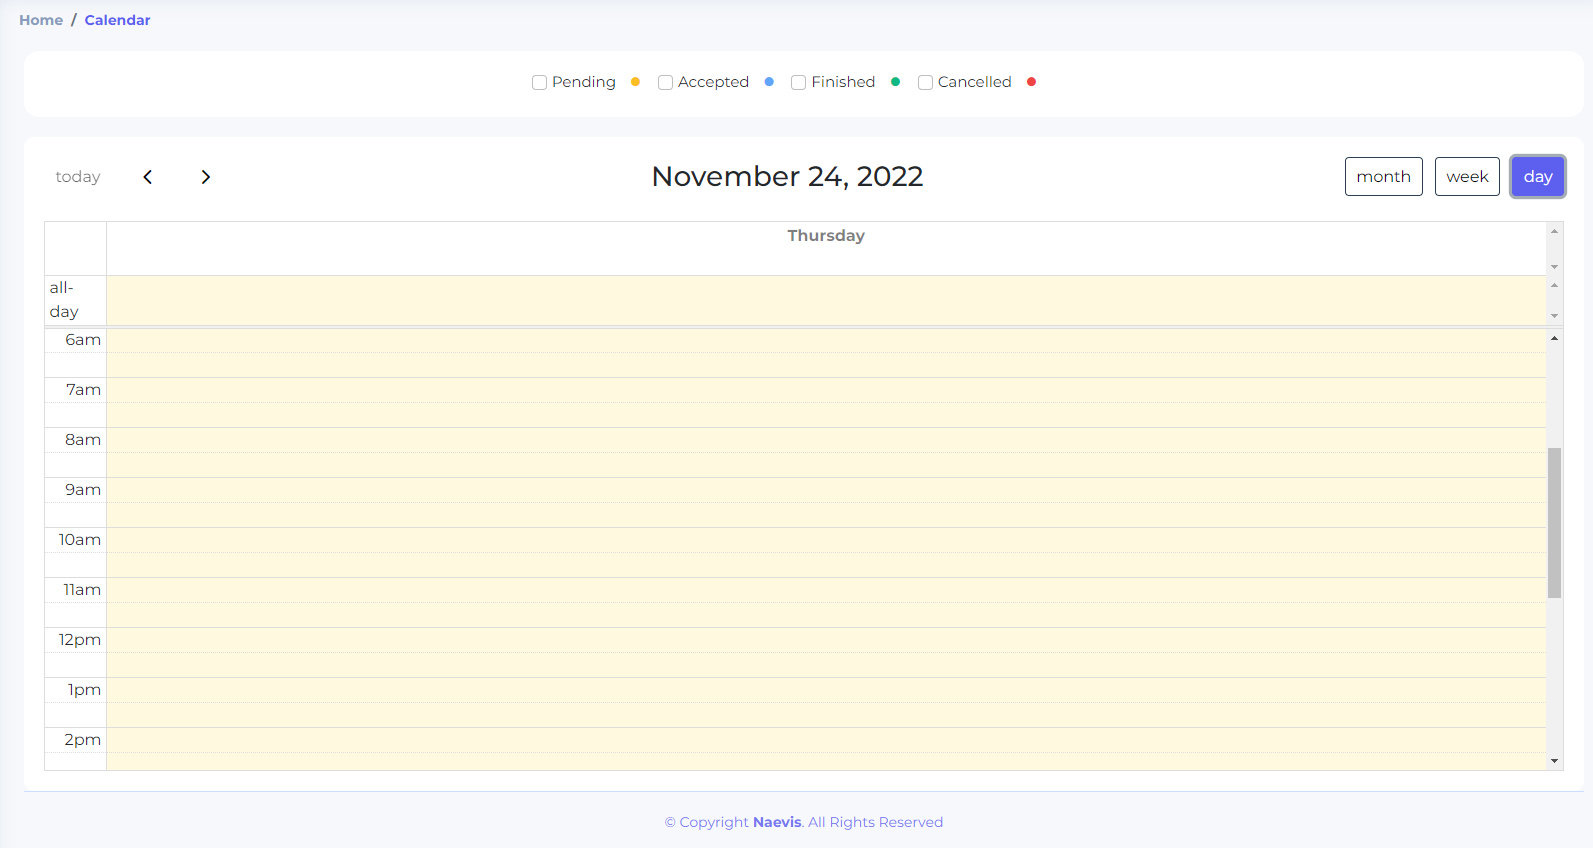 Home / Calendar
Pending Accepted Finished Cancelled
today November 24, 2022 month week day
Thursday
all-
day
6am
7am
8am
9am
10am
11am
12pm
1pm
2pm
© Copyright Naevis. All Rights Reserved